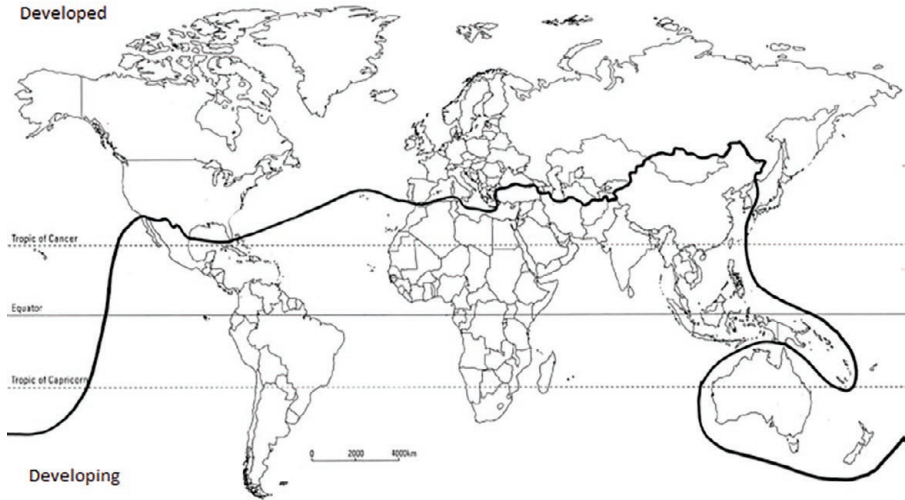 Developed
Tropic of Cancer
Equator
Tropic of Capricorn
0 2000 4000km
Developing